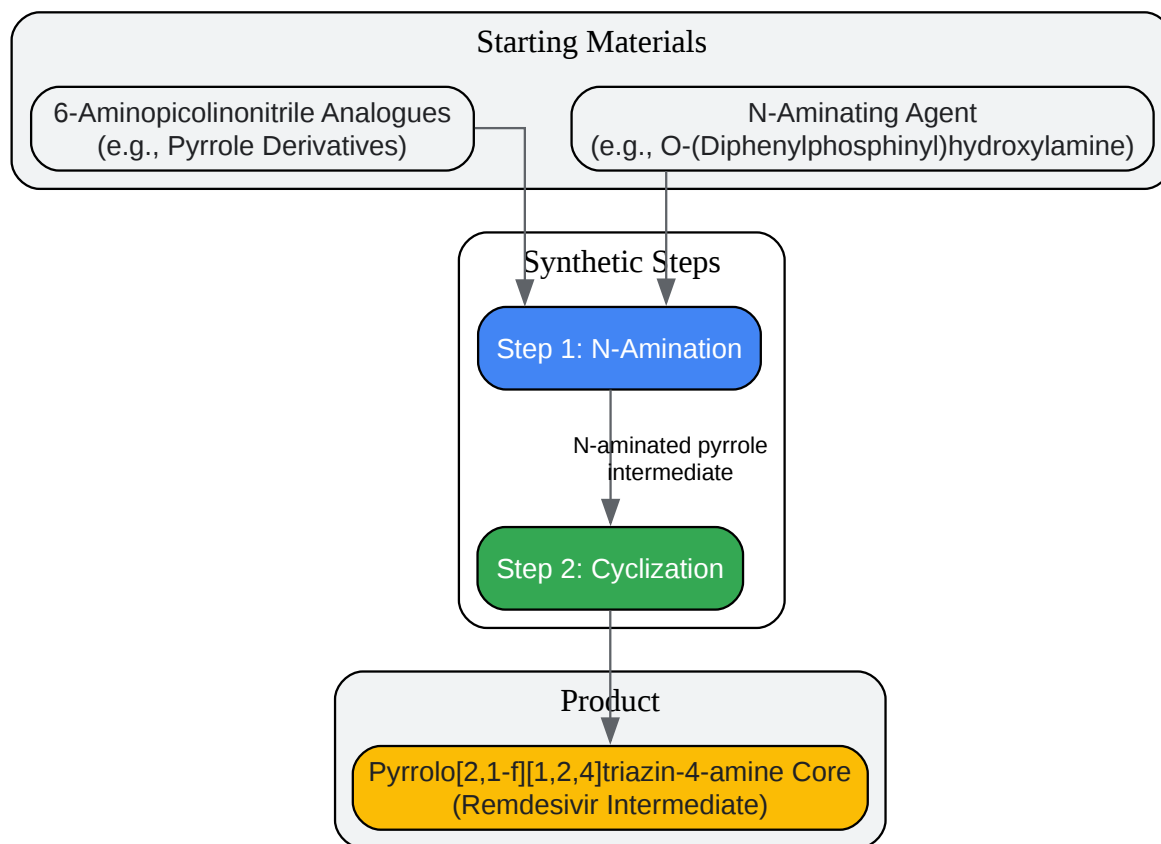 Starting Materials
6-Aminopicolinonitrile Analogues
(e.g., Pyrrole Derivatives)
N-Aminating Agent
(e.g., O-(Diphenylphosphinyl)hydroxylamine)
Synthetic Steps
Step 1: N-Amination
N-aminated pyrrole
intermediate
Step 2: Cyclization
Product
Pyrrolo[2,1-f][1,2,4]triazin-4-amine Core
(Remdesivir Intermediate)